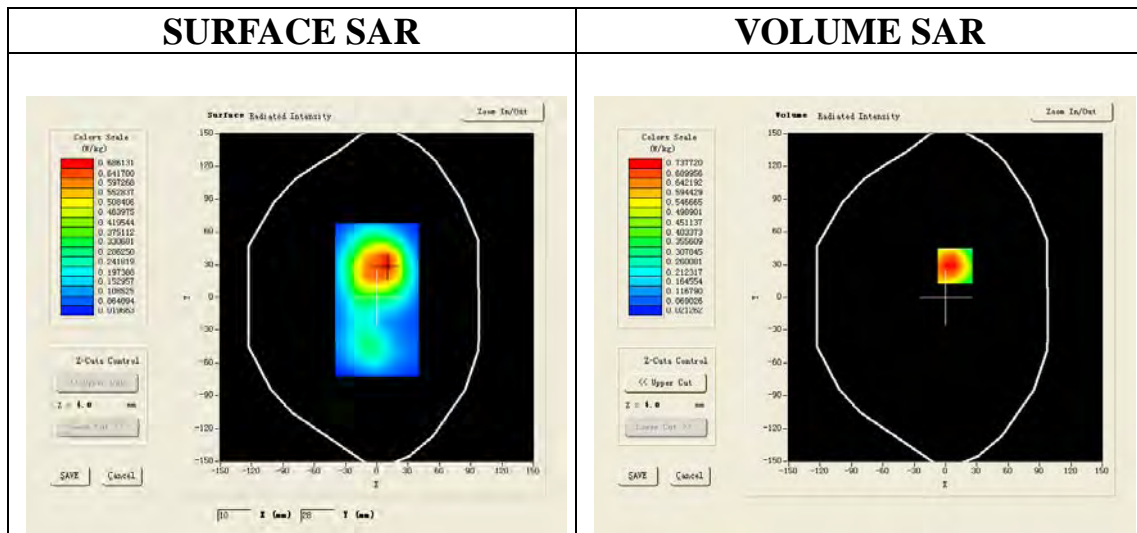 SURFACE SAR
VOLUME SAR
Surface Radiated Intensity
Zoom In/Out
Colors Scale
(W/kg)
0.686131
0.641700
0.597268
0.552837
0.508406
0.463975
0.419544
0.375112
0.330681
0.286250
0.241819
0.197388
0.152957
0.108525
0.064094
0.019663
Z-Cuts Control
<< Upper Cut
Z = 4.0 mm
Lower Cut >>
SAVE Cancel
150
120
90
60
30
0
-30
-60
-90
-120
-150
Y
-150 -120 -90 -60 -30 0 30 60 90 120 150
X
10 X (mm) 28 Y (mm)
Volume Radiated Intensity
Zoom In/Out
Colors Scale
(W/kg)
0.737720
0.689956
0.642192
0.594429
0.546665
0.498901
0.451137
0.403373
0.355609
0.307845
0.260081
0.212317
0.164554
0.116790
0.069026
0.021262
Z-Cuts Control
<< Upper Cut
Z = 4.0 mm
Lower Cut >>
SAVE Cancel
150
120
90
60
30
0
-30
-60
-90
-120
-150
Y
-150 -120 -90 -60 -30 0 30 60 90 120 150
X